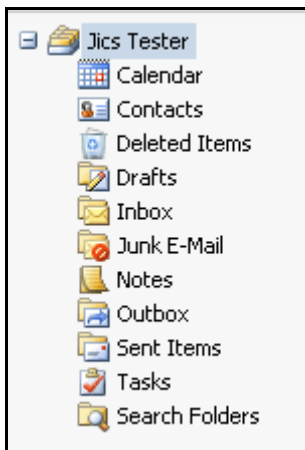 Jics Tester
Calendar
Contacts
Deleted Items
Drafts
Inbox
Junk E-Mail
Notes
Outbox
Sent Items
Tasks
Search Folders